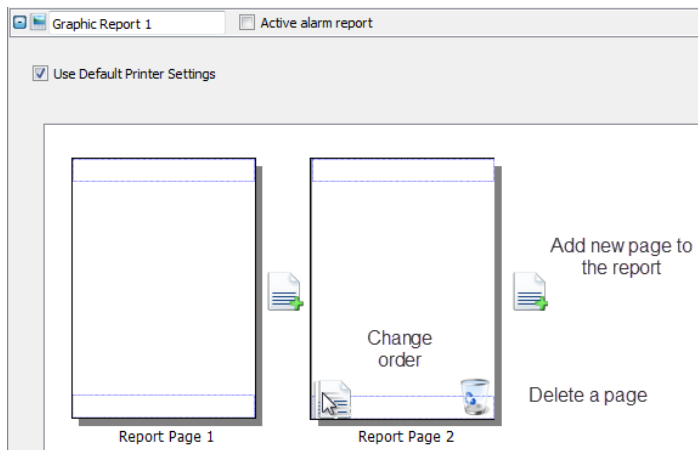 Graphic Report 1
Active alarm report
Use Default Printer Settings
Add new page to
the report
Change
order
Delete a page
Report Page 1
Report Page 2